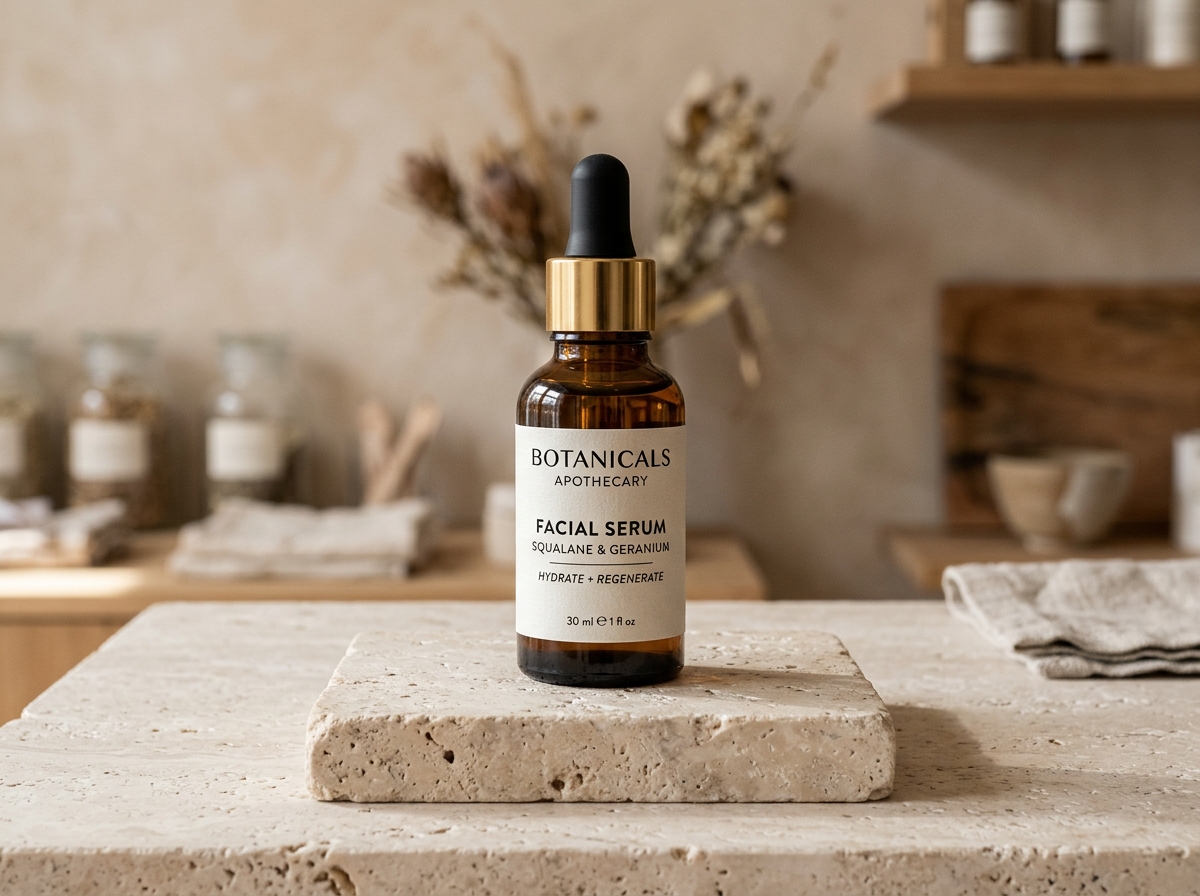 BOTANICALS
APOTHECARY
FACIAL SERUM
SQUALANE & GERANIUM
HYDRATE + REGENERATE
30 ml ℮ 1 fl oz